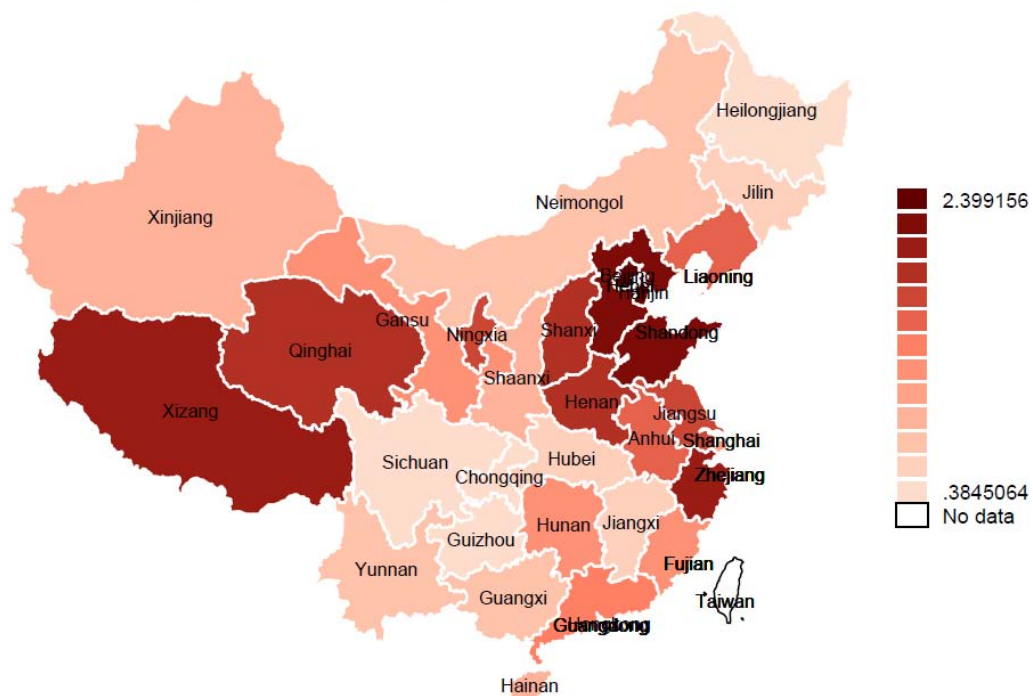 Heilongjiang
Jilin
Xinjiang
Neimongol
Liaoning
Beijing
Tianjin
Gansu
Ningxia
Shanxi
Shandong
Qinghai
Shaanxi
Henan
Xizang
Jiangsu
Anhui
Shanghai
Sichuan
Hubei
Chongqing
Zhejiang
Hunan
Jiangxi
Guizhou
Yunnan
Fujian
Guangxi
Taiwan
Guangdong
Hainan
2.399156
.3845064
No data